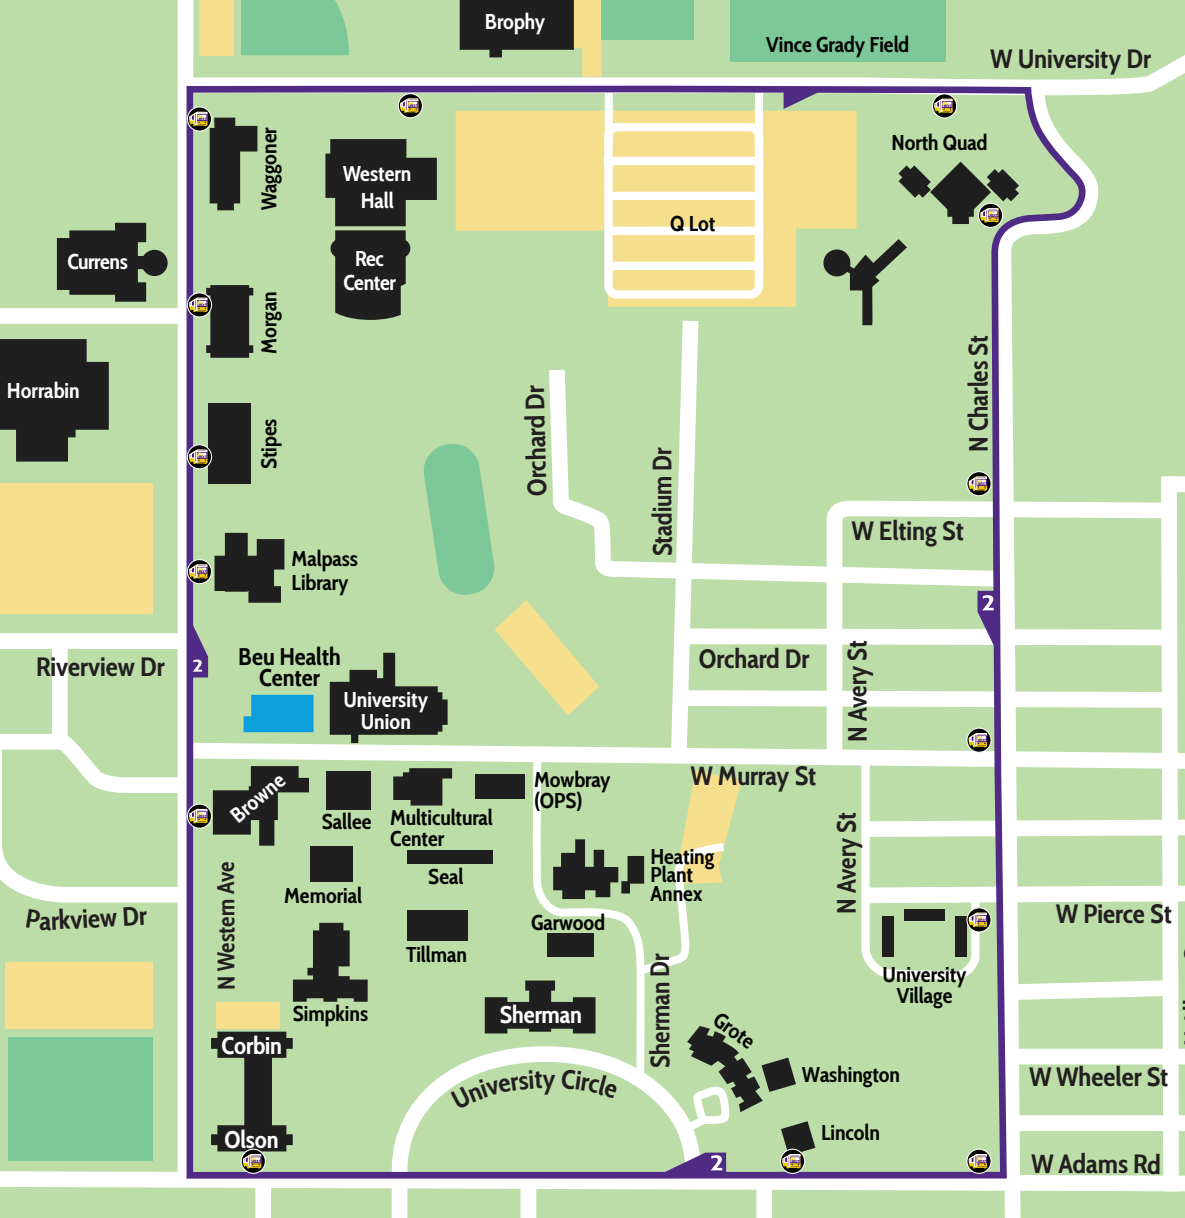 Brophy
Vince Grady Field
W University Dr
Waggoner
Western
Hall
North Quad
Q Lot
Currens
Rec
Center
Morgan
N Charles St
Horrabin
Orchard Dr
Stipes
Stadium Dr
W Elting St
Malpass
Library
2
2
Riverview Dr
Beu Health
Center
Orchard Dr
N Avery St
University
Union
W Murray St
Browne
Sallee
Multicultural
Center
Mowbray
(OPS)
N Avery St
Heating
Plant
Annex
Memorial
Seal
N Western Ave
Parkview Dr
Garwood
W Pierce St
Tillman
University
Village
Simpkins
Sherman
Sherman Dr
Grote
Corbin
University Circle
Washington
W Wheeler St
Olson
Lincoln
2
W Adams Rd